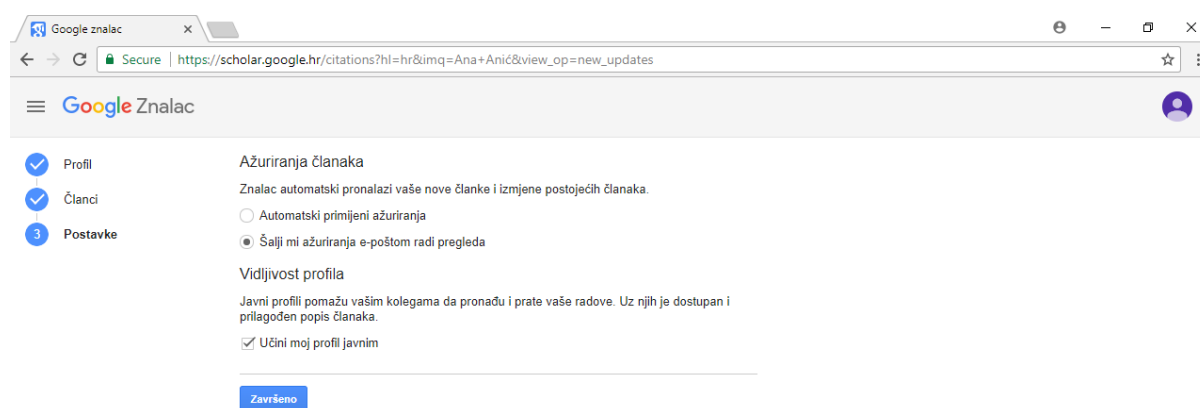 Google znalac
Secure | https://scholar.google.hr/citations?hl=hr&imq=Ana+Anić&view_op=new_updates
Google Znalac
Profil
Članci
3 Postavke
Ažuriranja članaka
Znalac automatski pronalazi vaše nove članke i izmjene postojećih članaka.
Automatski primijeni ažuriranja
Šalji mi ažuriranja e-poštom radi pregleda
Vidljivost profila
Javni profili pomažu vašim kolegama da pronađu i prate vaše radove. Uz njih je dostupan i
prilagođen popis članaka.
Učini moj profil javnim
Završeno